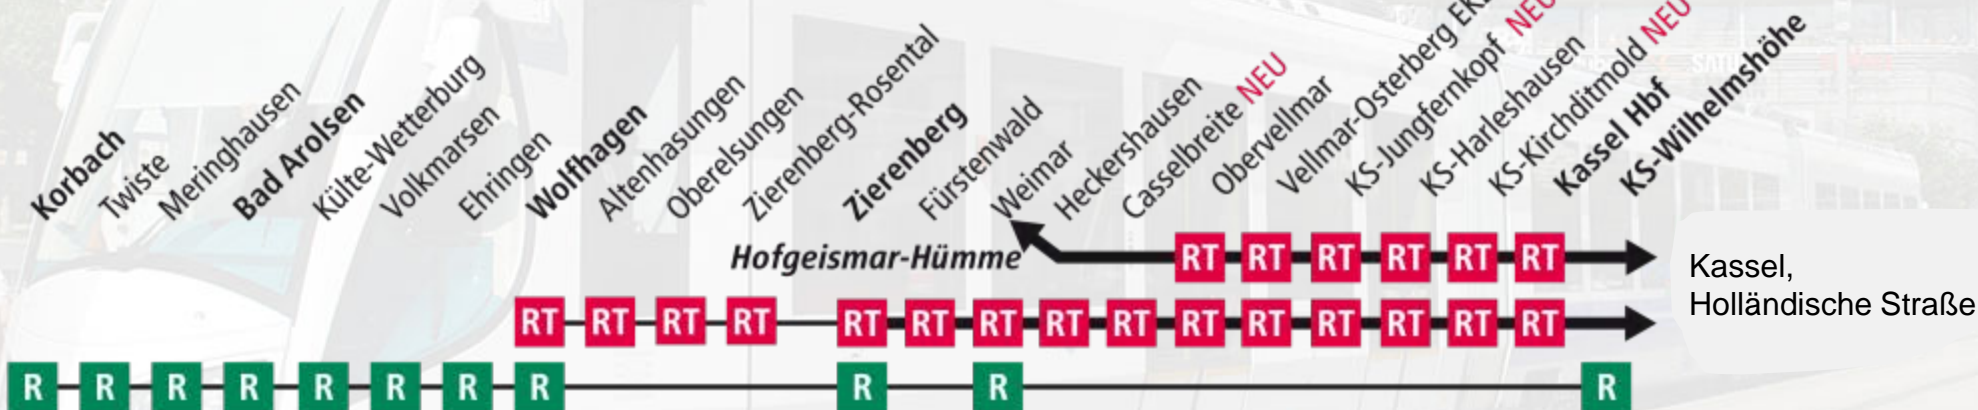 Korbach
Twiste
Meringhausen
Bad Arolsen
Külte-Wetterburg
Volkmarsen
Ehringen
Wolfhagen
Altenhasungen
Oberelsungen
Zierenberg-Rosental
Zierenberg
Fürstenwald
Weimar
Heckershausen
Casselbreite NEU
Obervellmar
Vellmar-Osterberg
KS-Jungfernkopf NEU
KS-Harleshausen
KS-Kirchditmold NEU
Kassel Hbf
KS-Wilhelmshöhe
Hofgeismar-Hümme RT RT RT RT RT RT
Kassel,
Holländische Straße
RT RT RT RT RT RT RT RT RT RT RT RT RT RT RT
R R R R R R R R R R R